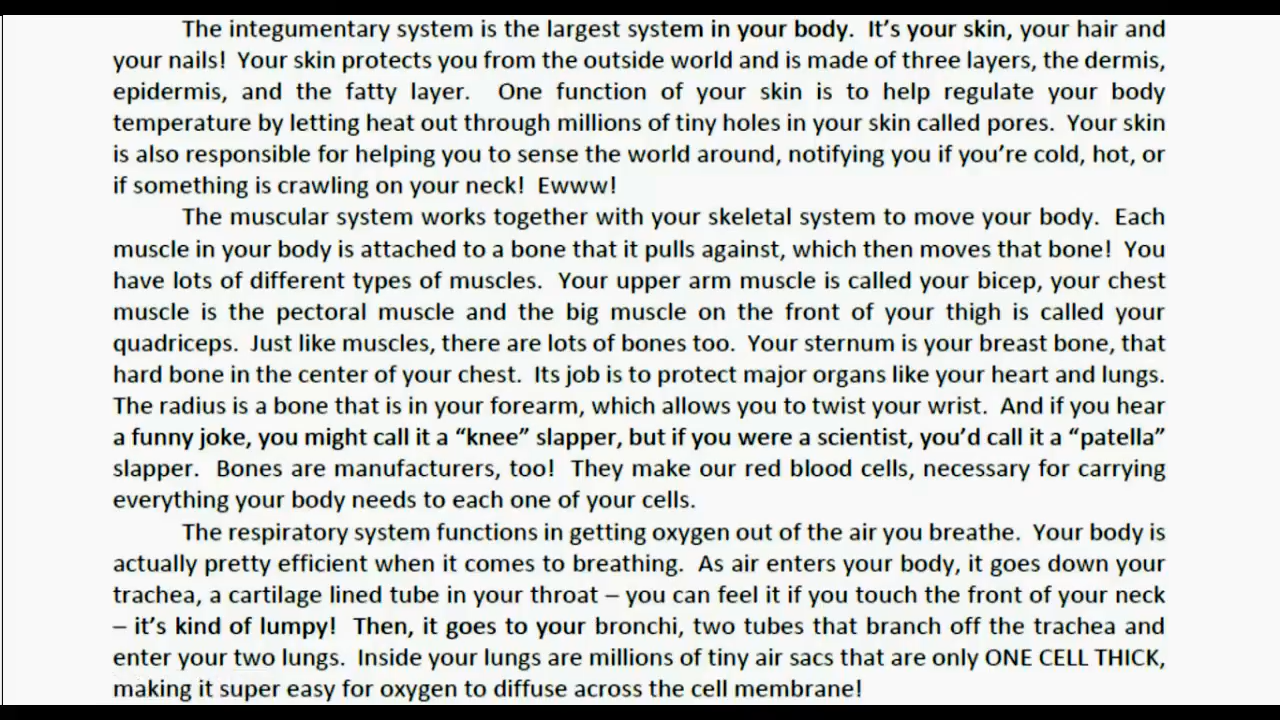 The integumentary system is the largest system in your body.  It’s your skin, your hair and
your nails!  Your skin protects you from the outside world and is made of three layers, the dermis,
epidermis, and the fatty layer.  One function of your skin is to help regulate your body
temperature by letting heat out through millions of tiny holes in your skin called pores.  Your skin
is also responsible for helping you to sense the world around, notifying you if you’re cold, hot, or
if something is crawling on your neck!  Ewww!
The muscular system works together with your skeletal system to move your body.  Each
muscle in your body is attached to a bone that it pulls against, which then moves that bone!  You
have lots of different types of muscles.  Your upper arm muscle is called your bicep, your chest
muscle is the pectoral muscle and the big muscle on the front of your thigh is called your
quadriceps.  Just like muscles, there are lots of bones too.  Your sternum is your breast bone, that
hard bone in the center of your chest.  Its job is to protect major organs like your heart and lungs.
The radius is a bone that is in your forearm, which allows you to twist your wrist.  And if you hear
a funny joke, you might call it a “knee” slapper, but if you were a scientist, you’d call it a “patella”
slapper.  Bones are manufacturers, too!  They make our red blood cells, necessary for carrying
everything your body needs to each one of your cells.
The respiratory system functions in getting oxygen out of the air you breathe.  Your body is
actually pretty efficient when it comes to breathing.  As air enters your body, it goes down your
trachea, a cartilage lined tube in your throat – you can feel it if you touch the front of your neck
– it’s kind of lumpy!  Then, it goes to your bronchi, two tubes that branch off the trachea and
enter your two lungs.  Inside your lungs are millions of tiny air sacs that are only ONE CELL THICK,
making it super easy for oxygen to diffuse across the cell membrane!